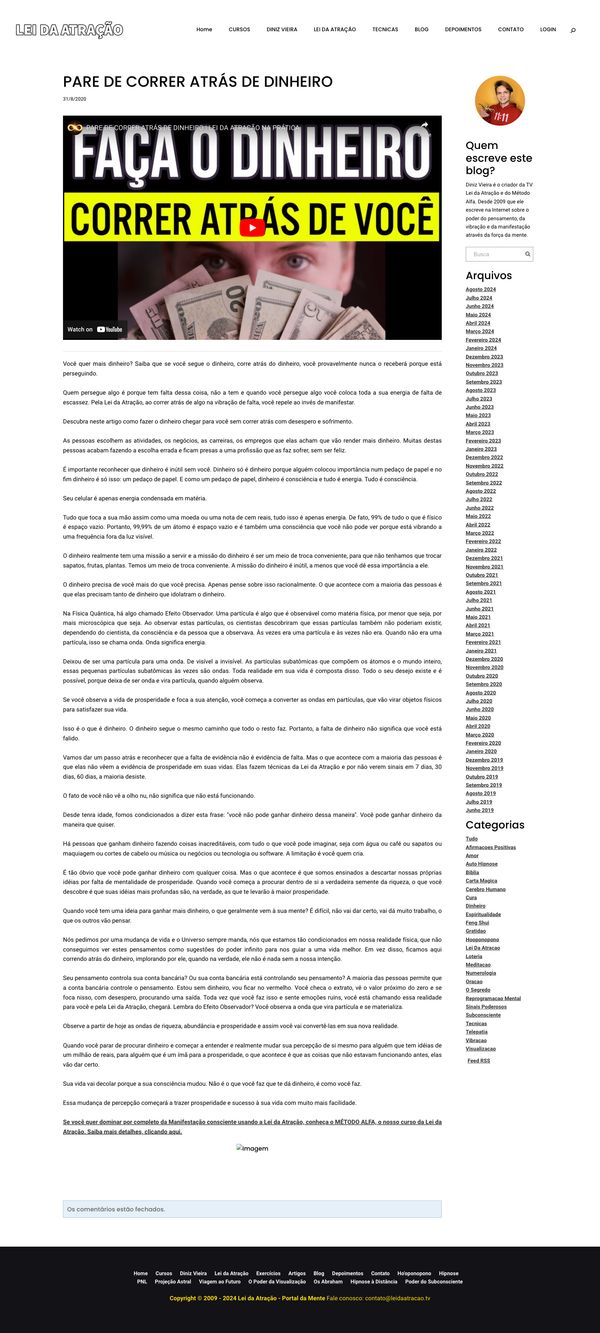 LEI DA ATRAÇÃO
Home CURSOS DINIZ VIEIRA LEI DA ATRAÇÃO TECNICAS BLOG DEPOIMENTOS CONTATO LOGIN
PARE DE CORRER ATRÁS DE DINHEIRO
31/8/2020
PARE DE CORRER ATRÁS DE DINHEIRO | LEI DA ATRAÇÃO NA PRÁTICA
FAÇA O DINHEIRO
CORRER ATRÁS DE VOCÊ
Watch on YouTube
Você quer mais dinheiro? Saiba que se você segue o dinheiro, corre atrás do dinheiro, você provavelmente nunca o receberá porque está
perseguindo.
Quem persegue algo é porque tem falta dessa coisa, não a tem e quando você persegue algo você coloca toda a sua energia de falta de
escassez. Pela Lei da Atração, ao correr atrás de algo na vibração de falta, você repele ao invés de manifestar.
Descubra neste artigo como fazer o dinheiro chegar para você sem correr atrás com desespero e sofrimento.
As pessoas escolhem as atividades, os negócios, as carreiras, os empregos que elas acham que vão render mais dinheiro. Muitas destas
pessoas acabam fazendo a escolha errada e ficam presas a uma profissão que as faz sofrer, sem ser feliz.
É importante reconhecer que dinheiro é inútil sem você. Dinheiro só é dinheiro porque alguém colocou importância num pedaço de papel e no
fim dinheiro é só isso: um pedaço de papel. E como um pedaço de papel, dinheiro é consciência e tudo é energia. Tudo é consciência.
Seu celular é apenas energia condensada em matéria.
Tudo que toca a sua mão assim como uma moeda ou uma nota de cem reais, tudo isso é apenas energia. De fato, 99% de tudo o que é físico
é espaço vazio. Portanto, 99,99% de um átomo é espaço vazio e é também uma consciência que você não pode ver porque está vibrando a
uma frequência fora da luz visível.
O dinheiro realmente tem uma missão a servir e a missão do dinheiro é ser um meio de troca conveniente, para que não tenhamos que trocar
sapatos, frutas, plantas. Temos um meio de troca conveniente. A missão do dinheiro é inútil, a menos que você dê essa importância a ele.
O dinheiro precisa de você mais do que você precisa. Apenas pense sobre isso racionalmente. O que acontece com a maioria das pessoas é
que elas precisam tanto de dinheiro que idolatram o dinheiro.
Na Física Quântica, há algo chamado Efeito Observador. Uma partícula é algo que é observável como matéria física, por menor que seja, por
mais microscópica que seja. Ao observar estas partículas, os cientistas descobriram que essas partículas também não poderiam existir,
dependendo do cientista, da consciência e da pessoa que a observava. Às vezes era uma partícula e às vezes não era. Quando não era uma
partícula, isso se chama onda. Onda significa energia.
Deixou de ser uma partícula para uma onda. De visível a invisível. As partículas subatômicas que compõem os átomos e o mundo inteiro,
essas pequenas partículas subatômicas às vezes são ondas. Toda realidade em sua vida é composta disso. Todo o seu desejo existe e é
possível, porque deixa de ser onda e vira partícula, quando alguém observa.
Se você observa a vida de prosperidade e foca a sua atenção, você começa a converter as ondas em partículas, que vão virar objetos físicos
para satisfazer sua vida.
Isso é o que é dinheiro. O dinheiro segue o mesmo caminho que todo o resto faz. Portanto, a falta de dinheiro não significa que você está
falido.
Vamos dar um passo atrás e reconhecer que a falta de evidência não é evidência de falta. Mas o que acontece com a maioria das pessoas é
que elas não vêem a evidência de prosperidade em suas vidas. Elas fazem técnicas da Lei da Atração e por não verem sinais em 7 dias, 30
dias, 60 dias, a maioria desiste.
O fato de você não vê a olho nu, não significa que não está funcionando.
Desde tenra idade, fomos condicionados a dizer esta frase: "você não pode ganhar dinheiro dessa maneira". Você pode ganhar dinheiro da
maneira que quiser.
Há pessoas que ganham dinheiro fazendo coisas inacreditáveis, com tudo o que você pode imaginar, seja com água ou café ou sapatos ou
maquiagem ou cortes de cabelo ou música ou negócios ou tecnologia ou software. A limitação é você quem cria.
É tão óbvio que você pode ganhar dinheiro com qualquer coisa. Mas o que acontece é que somos ensinados a descartar nossas próprias
idéias por falta de mentalidade de prosperidade. Quando você começa a procurar dentro de si a verdadeira semente da riqueza, o que você
descobre é que suas idéias mais profundas são, na verdade, as que te levarão à maior prosperidade.
Quando você tem uma ideia para ganhar mais dinheiro, o que geralmente vem à sua mente? É difícil, não vai dar certo, vai dá muito trabalho, o
que os outros vão pensar.
Nós pedimos por uma mudança de vida e o Universo sempre manda, nós que estamos tão condicionados em nossa realidade física, que não
conseguimos ver estes pensamentos como sugestões do poder infinito para nos guiar a uma vida melhor. Em vez disso, ficamos aqui
correndo atrás do dinheiro, implorando por ele, quando na verdade, ele não é nada sem a nossa intenção.
Seu pensamento controla sua conta bancária? Ou sua conta bancária está controlando seu pensamento? A maioria das pessoas permite que
a conta bancária controle o pensamento. Estou sem dinheiro, vou ficar no vermelho. Você checa o extrato, vê o valor próximo do zero e se
foca nisso, com desespero, procurando uma saída. Toda vez que você faz isso e sente emoções ruins, você está chamando essa realidade
para você e pela Lei da Atração, chegará. Lembra do Efeito Observador? Você observa a onda que vira partícula e se materializa.
Observe a partir de hoje as ondas de riqueza, abundância e prosperidade e assim você vai convertê-las em sua nova realidade.
Quando você parar de procurar dinheiro e começar a entender e realmente mudar sua percepção de si mesmo para alguém que tem idéias de
um milhão de reais, para alguém que é um imã para a prosperidade, o que acontece é que as coisas que não estavam funcionando antes, elas
vão dar certo.
Sua vida vai decolar porque a sua consciência mudou. Não é o que você faz que te dá dinheiro, é como você faz.
Essa mudança de percepção começará a trazer prosperidade e sucesso à sua vida com muito mais facilidade.
Se você quer dominar por completo da Manifestação consciente usando a Lei da Atração, conheça o MÉTODO ALFA, o nosso curso da Lei da
Atração. Saiba mais detalhes, clicando aqui.
Imagem
Os comentários estão fechados.
11:11
Quem
escreve este
blog?
Diniz Vieira é o criador da TV
Lei da Atração e do Método
Alfa. Desde 2009 que ele
escreve na Internet sobre o
poder do pensamento, da
vibração e da manifestação
através da força da mente.
Busca
Arquivos
Agosto 2024
Julho 2024
Junho 2024
Maio 2024
Abril 2024
Março 2024
Fevereiro 2024
Janeiro 2024
Dezembro 2023
Novembro 2023
Outubro 2023
Setembro 2023
Agosto 2023
Julho 2023
Junho 2023
Maio 2023
Abril 2023
Março 2023
Fevereiro 2023
Janeiro 2023
Dezembro 2022
Novembro 2022
Outubro 2022
Setembro 2022
Agosto 2022
Julho 2022
Junho 2022
Maio 2022
Abril 2022
Março 2022
Fevereiro 2022
Janeiro 2022
Dezembro 2021
Novembro 2021
Outubro 2021
Setembro 2021
Agosto 2021
Julho 2021
Junho 2021
Maio 2021
Abril 2021
Março 2021
Fevereiro 2021
Janeiro 2021
Dezembro 2020
Novembro 2020
Outubro 2020
Setembro 2020
Agosto 2020
Julho 2020
Junho 2020
Maio 2020
Abril 2020
Março 2020
Fevereiro 2020
Janeiro 2020
Dezembro 2019
Novembro 2019
Outubro 2019
Setembro 2019
Agosto 2019
Julho 2019
Junho 2019
Categorias
Tudo
Afirmacoes Positivas
Amor
Auto Hipnose
Bíblia
Carta Magica
Cerebro Humano
Cura
Dinheiro
Espiritualidade
Feng Shui
Gratidao
Hooponopono
Lei Da Atracao
Loteria
Meditacao
Numerologia
Oracao
O Segredo
Reprogramacao Mental
Sinais Poderosos
Subconsciente
Tecnicas
Telepatia
Vibracao
Visualizacao
Feed RSS
Home Cursos Diniz Vieira Lei da Atração Exercícios Artigos Blog Depoimentos Contato Ho'oponopono Hipnose
PNL Projeção Astral Viagem ao Futuro O Poder da Visualização Os Abraham Hipnose à Distância Poder do Subconsciente
Copyright © 2009 - 2024 Lei da Atração - Portal da Mente Fale conosco: contato@leidaatracao.tv